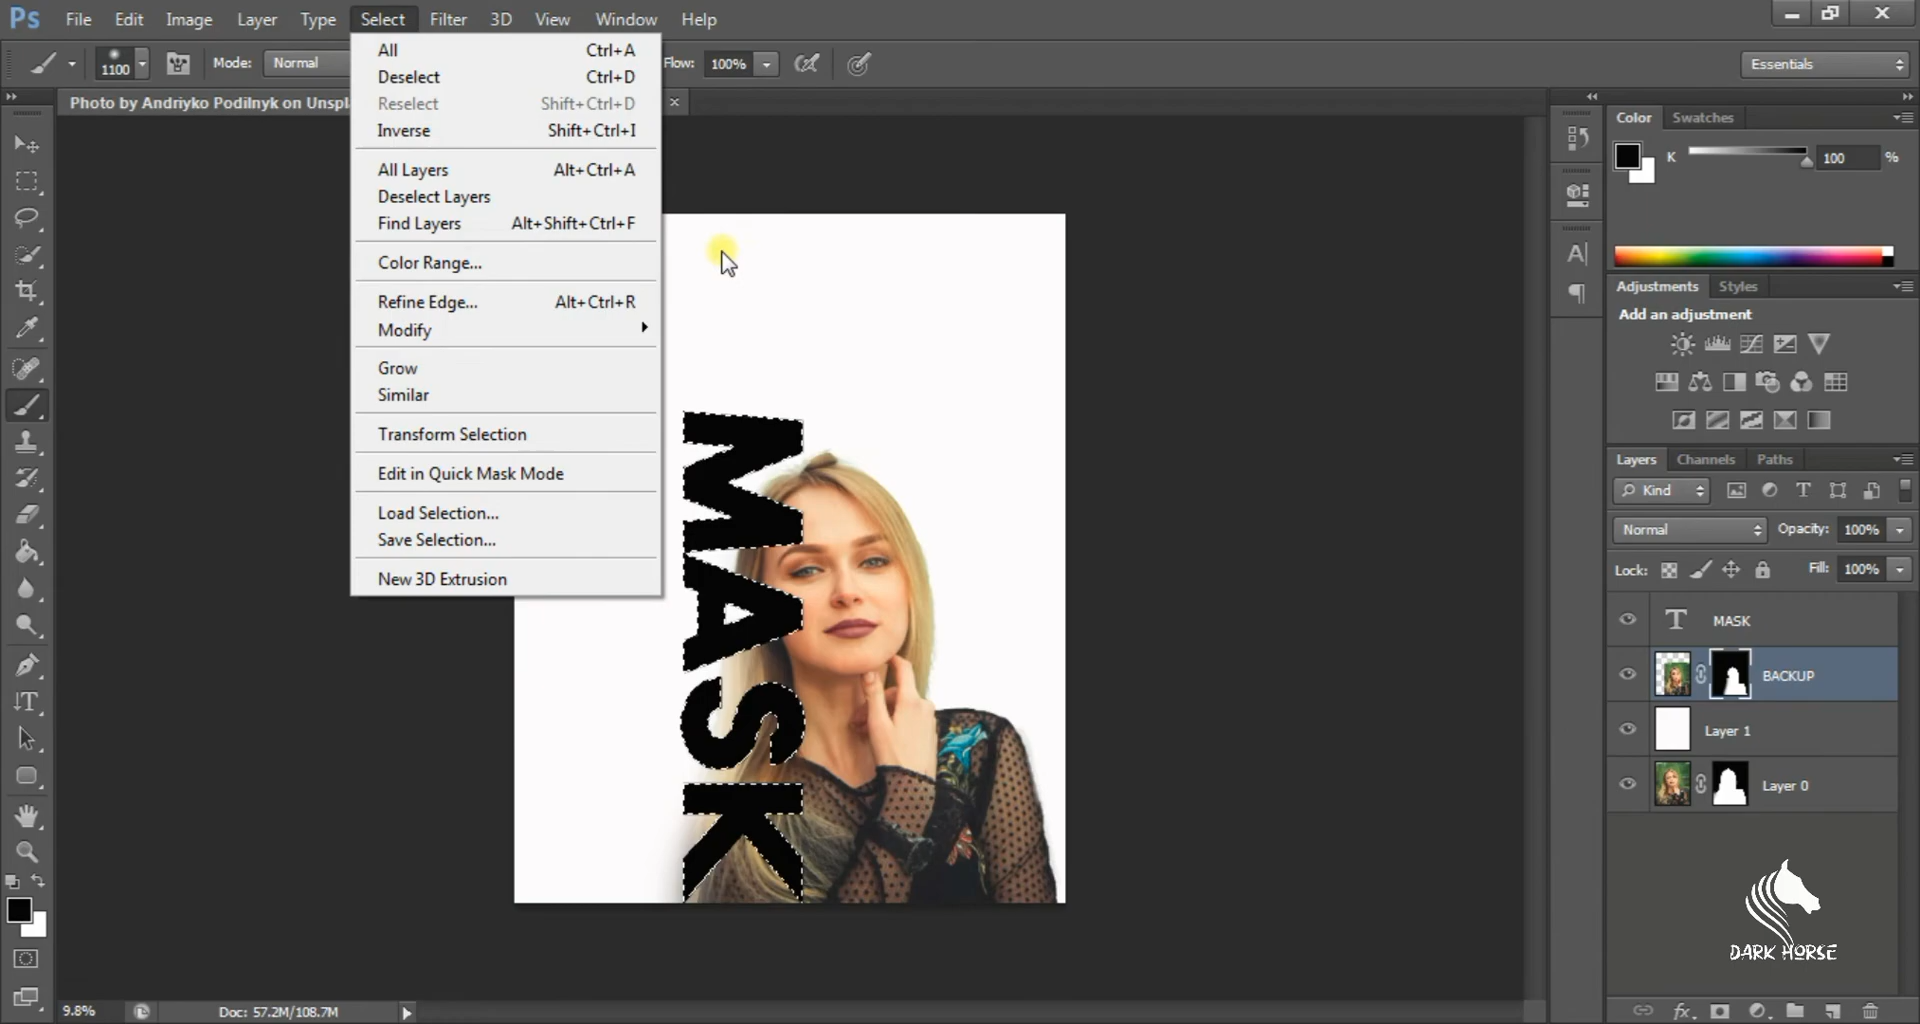 Ps File Edit Image Layer Type Select Filter 3D View Window Help
1100 Mode: Normal Flow: 100% Essentials
Photo by Andriyko Podilnyk on Unspl
All Ctrl+A
Deselect Ctrl+D
Reselect Shift+Ctrl+D
Inverse Shift+Ctrl+I
All Layers Alt+Ctrl+A
Deselect Layers
Find Layers Alt+Shift+Ctrl+F
Color Range...
Refine Edge... Alt+Ctrl+R
Modify
Grow
Similar
Transform Selection
Edit in Quick Mask Mode
Load Selection...
Save Selection...
New 3D Extrusion
MASK
Color Swatches
K 100 %
Adjustments Styles
Add an adjustment
Layers Channels Paths
Kind
Normal Opacity: 100%
Lock: Fill: 100%
MASK
BACKUP
Layer 1
Layer 0
DARK HORSE
9.8% Doc: 57.2M/108.7M